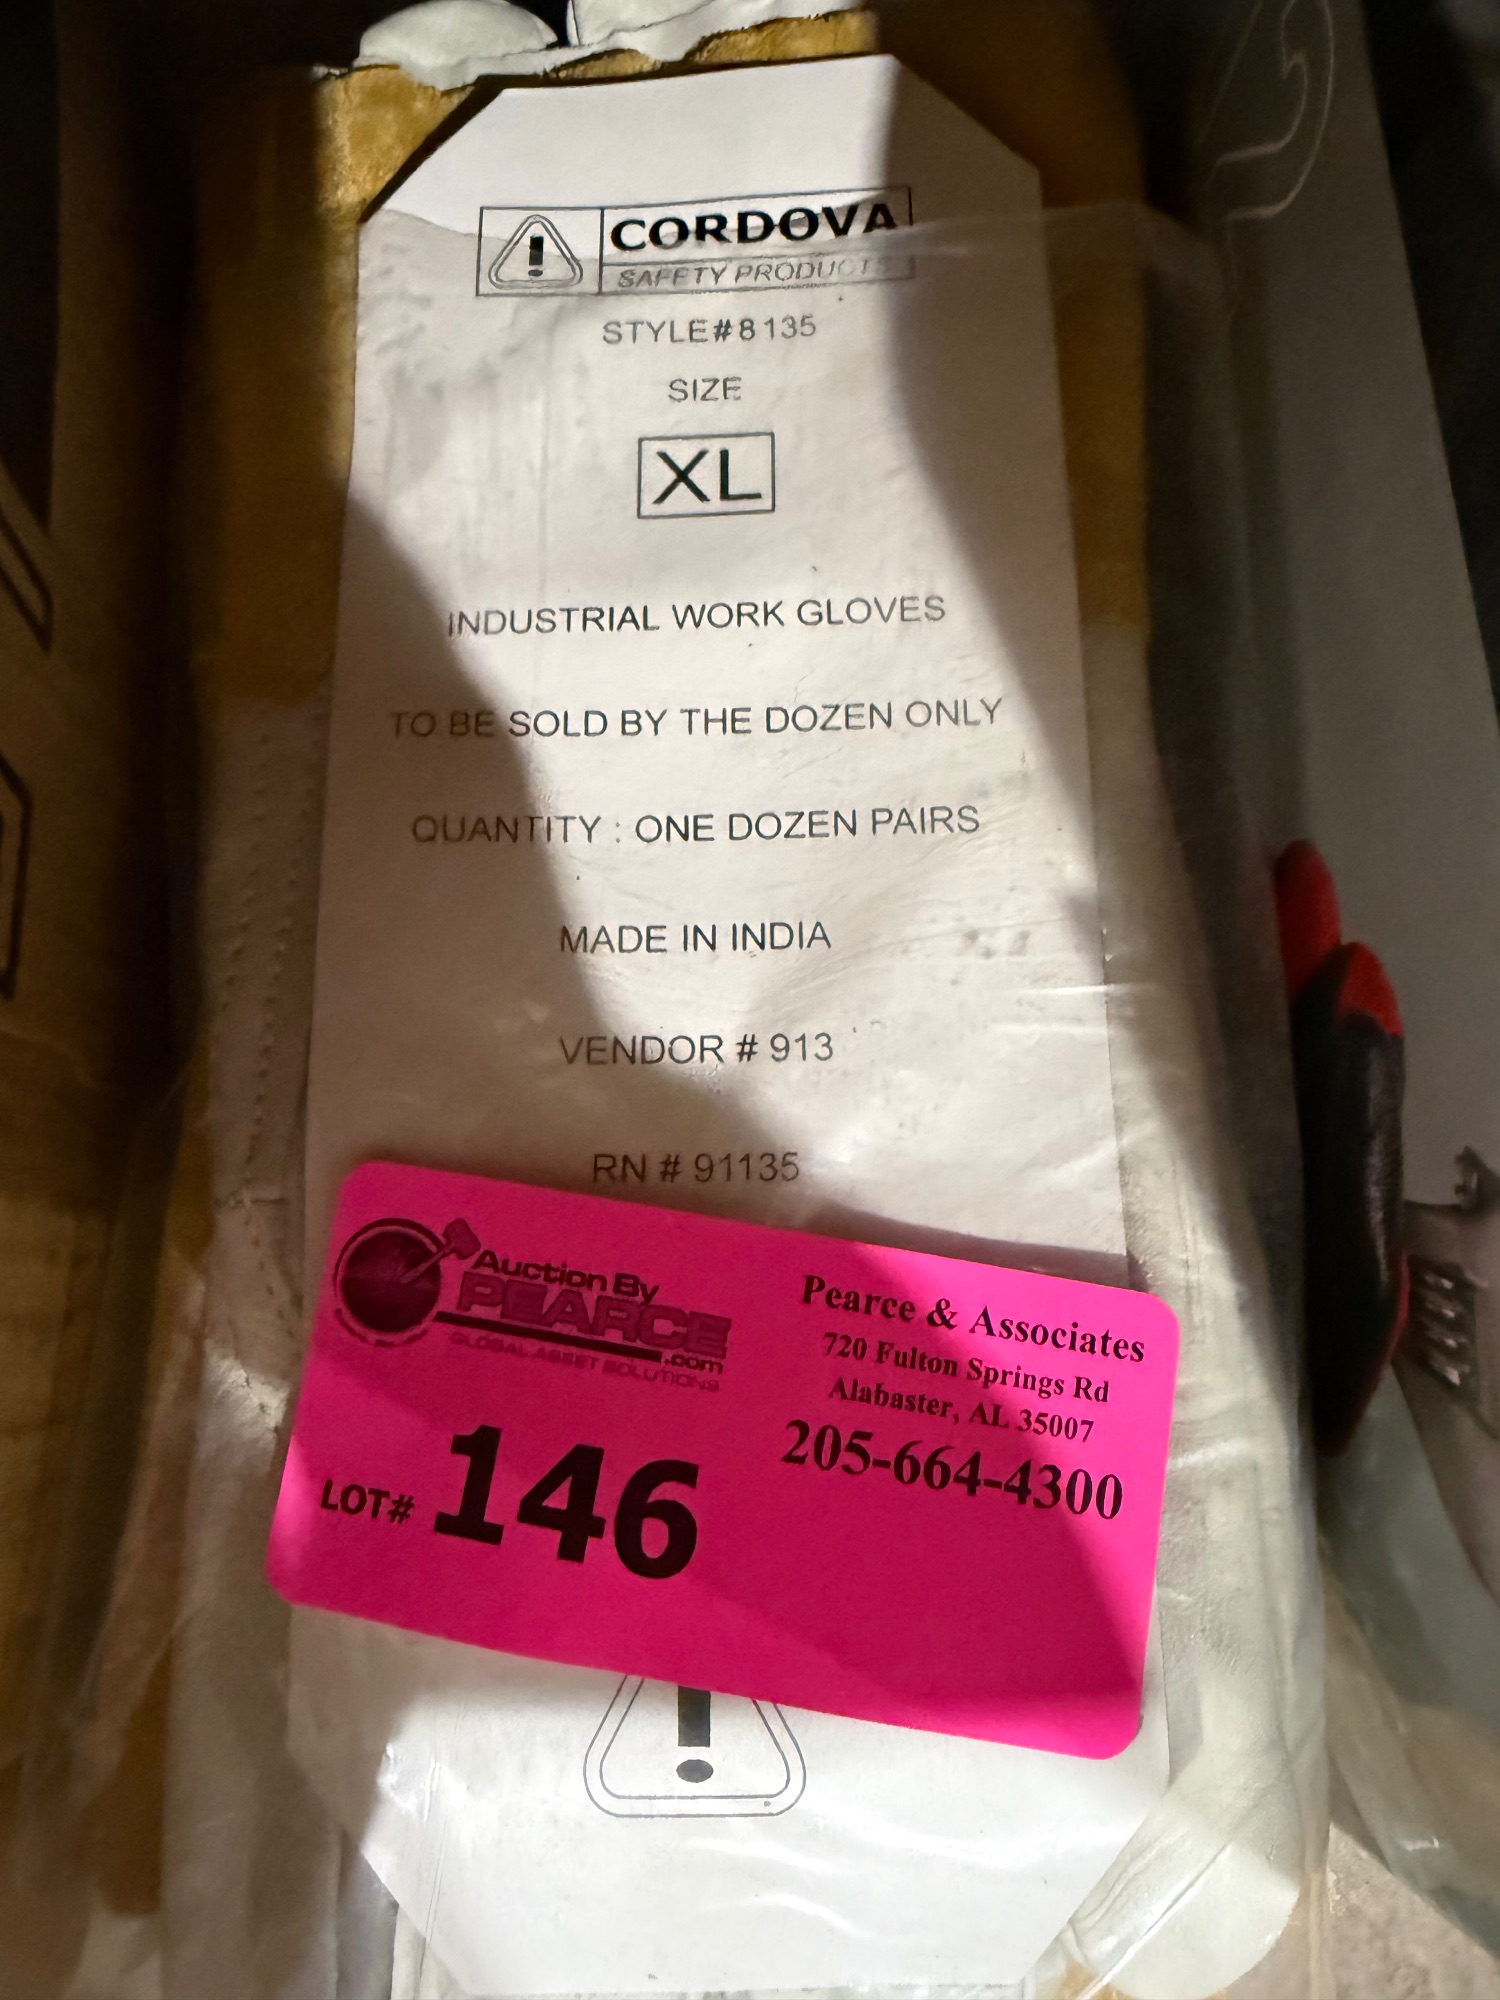 CORDOVA
SAFETY PRODUCTS
STYLE#8135
SIZE
XL
INDUSTRIAL WORK GLOVES
TO BE SOLD BY THE DOZEN ONLY
QUANTITY : ONE DOZEN PAIRS
MADE IN INDIA
VENDOR # 913
RN # 91135
Auction By
PEARCE
.com
GLOBAL ASSET SOLUTIONS
LOT# 146
Pearce & Associates
720 Fulton Springs Rd
Alabaster, AL 35007
205-664-4300